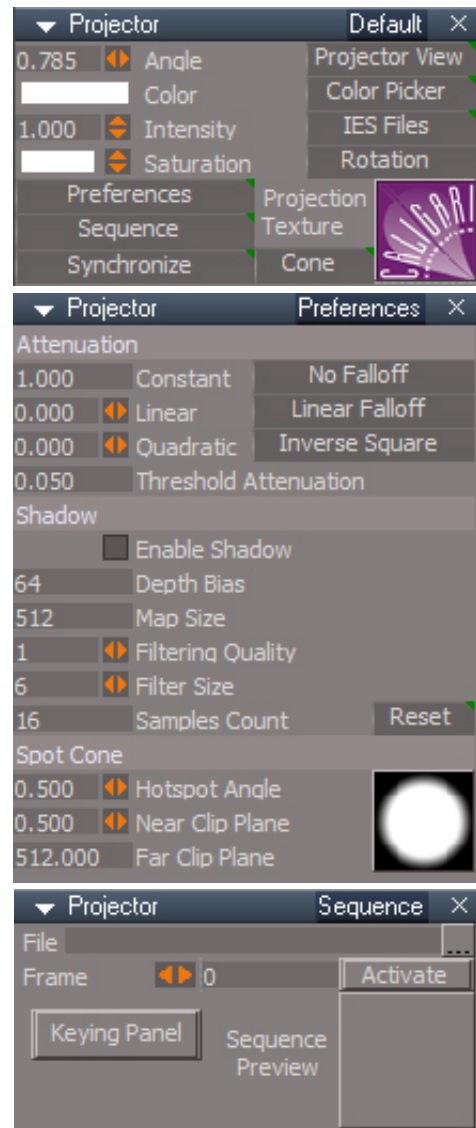 Projector Default
0.785 Angle Projector View
Color Color Picker
1.000 Intensity IES Files
Saturation Rotation
Preferences Projection
Sequence Texture
Synchronize Cone
CALIGARI
Projector Preferences
Attenuation
1.000 Constant No Falloff
0.000 Linear Linear Falloff
0.000 Quadratic Inverse Square
0.050 Threshold Attenuation
Shadow
Enable Shadow
64 Depth Bias
512 Map Size
1 Filtering Quality
6 Filter Size
16 Samples Count Reset
Spot Cone
0.500 Hotspot Angle
0.500 Near Clip Plane
512.000 Far Clip Plane
Projector Sequence
File ...
Frame 0 Activate
Keying Panel Sequence
Preview